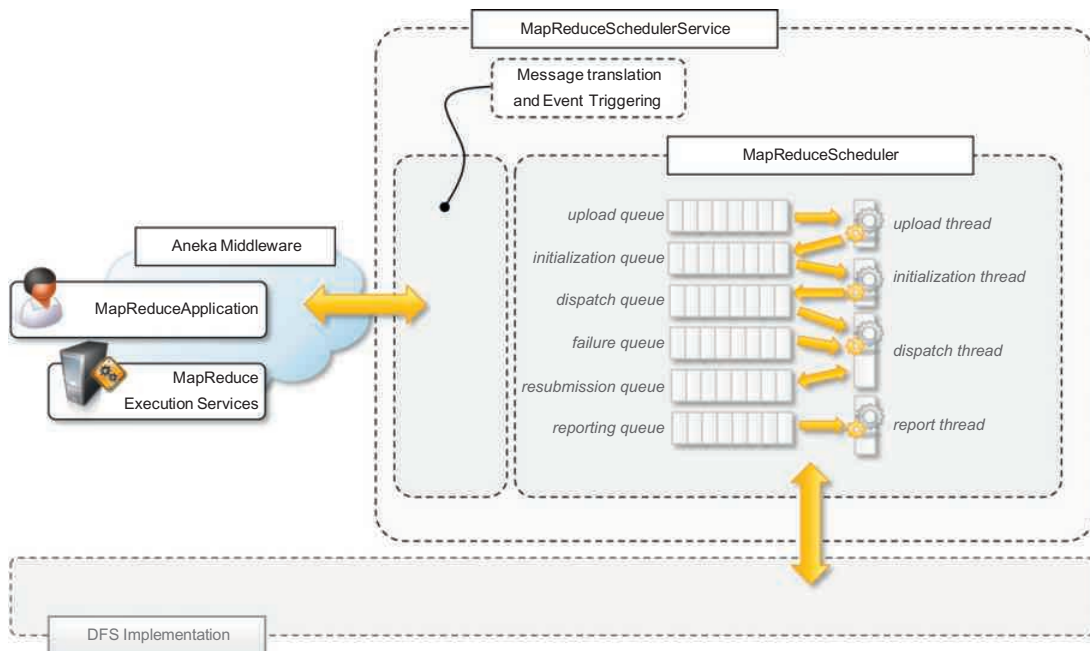 MapReduceSchedulerService
Message translation
and Event Triggering
MapReduceScheduler
upload queue
upload thread
Aneka Middleware
initialization queue
initialization thread
MapReduceApplication
dispatch queue
failure queue
dispatch thread
MapReduce
Execution Services
resubmission queue
reporting queue
report thread
DFS Implementation